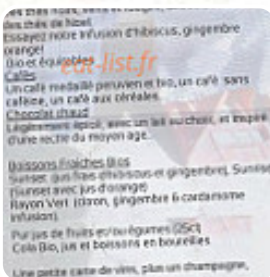 des thés de Noël.
Essayez notre Infusion d'hibiscus, gingembre
orange!
Bio et équitables
eat-list.fr
Cafés
Un café médaillé peruvien et bio, un café sans
caféine, un café aux céréales.
Chocolat chaud
Légèrement épicé, avec un lait au choix, et inspiré
d'une recette du moyen age.
Boissons Fraîches Bios
Sunset (jus frais d'hibiscus et gingembre), Sunrise
(Sunset avec jus d'orange)
Rayon Vert (citron, gingembre & cardamome
infusion).
Pur jus de fruits et/ou légumes (25cl)
Cola Bio, jus et boissons en bouteilles
Une petite carte de vins, plus un champagne,